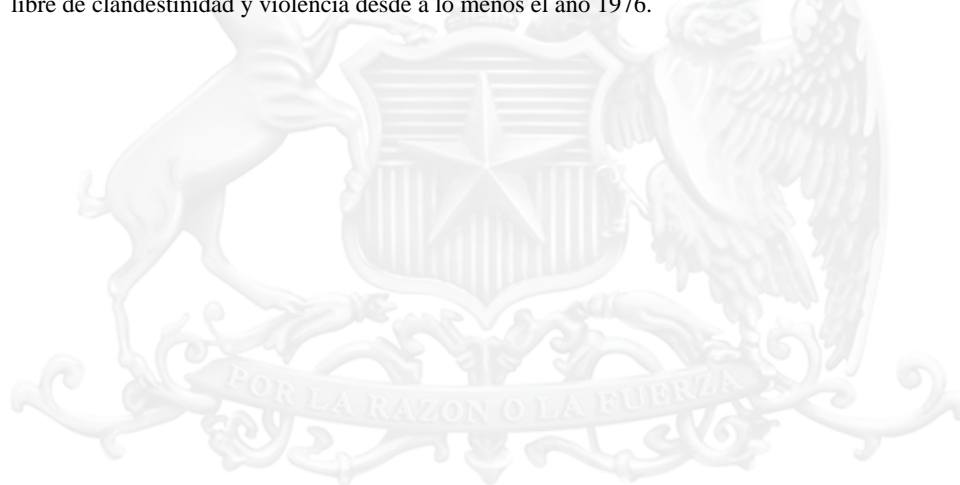 libre de clandestinidad y violencia desde a lo menos el año 1976.
POR LA RAZON O LA FUERZA